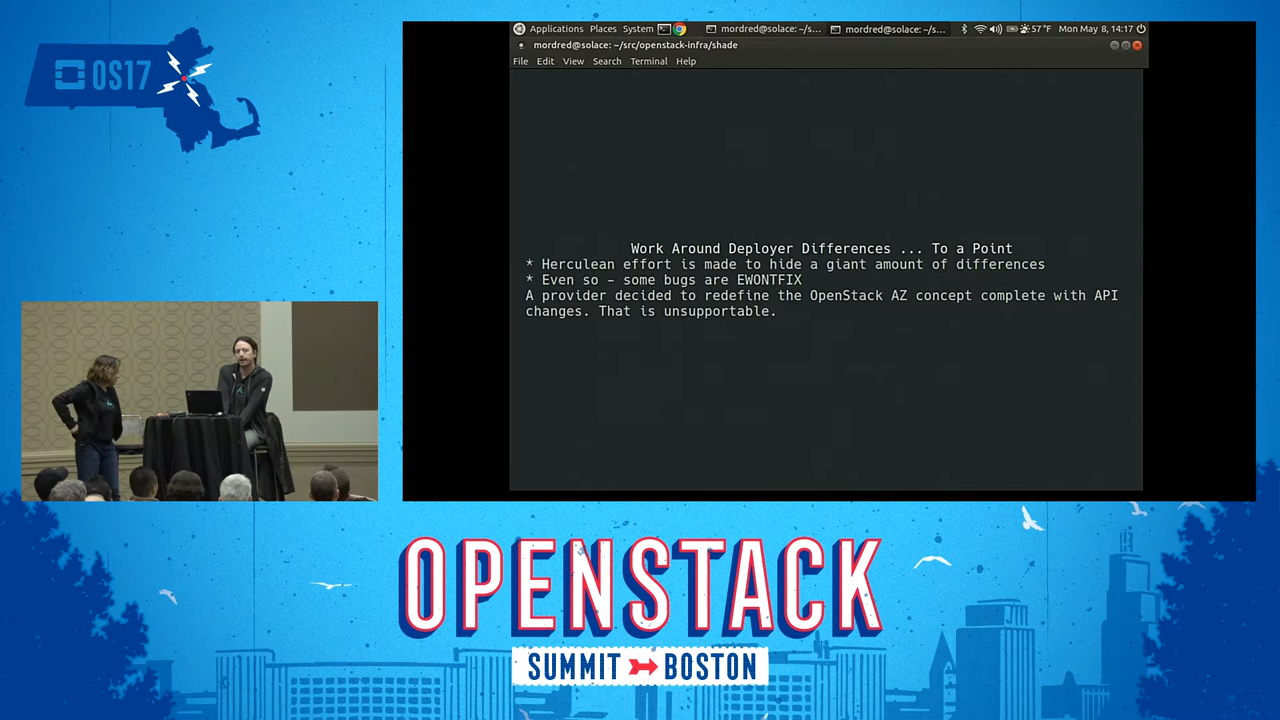 OS17
Applications Places System mordred@solace: ~/s... mordred@solace: ~/s... 57°F Mon May 8, 14:17
mordred@solace: ~/src/openstack-infra/shade
File Edit View Search Terminal Help
Work Around Deployer Differences ... To a Point
* Herculean effort is made to hide a giant amount of differences
* Even so - some bugs are EWONTFIX
A provider decided to redefine the OpenStack AZ concept complete with API
changes. That is unsupportable.
OPENSTACK
SUMMIT BOSTON